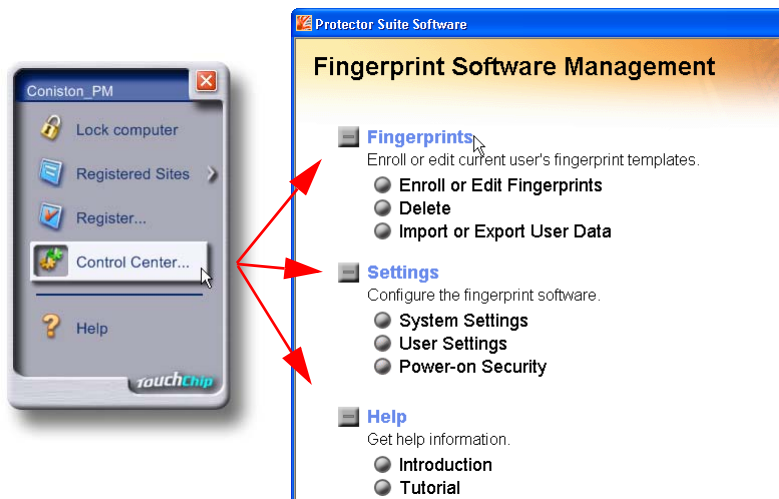 Coniston_PM
Lock computer
Registered Sites
Register...
Control Center...
Help
TouchChip
Protector Suite Software
Fingerprint Software Management
Fingerprints
Enroll or edit current user's fingerprint templates.
Enroll or Edit Fingerprints
Delete
Import or Export User Data
Settings
Configure the fingerprint software.
System Settings
User Settings
Power-on Security
Help
Get help information.
Introduction
Tutorial